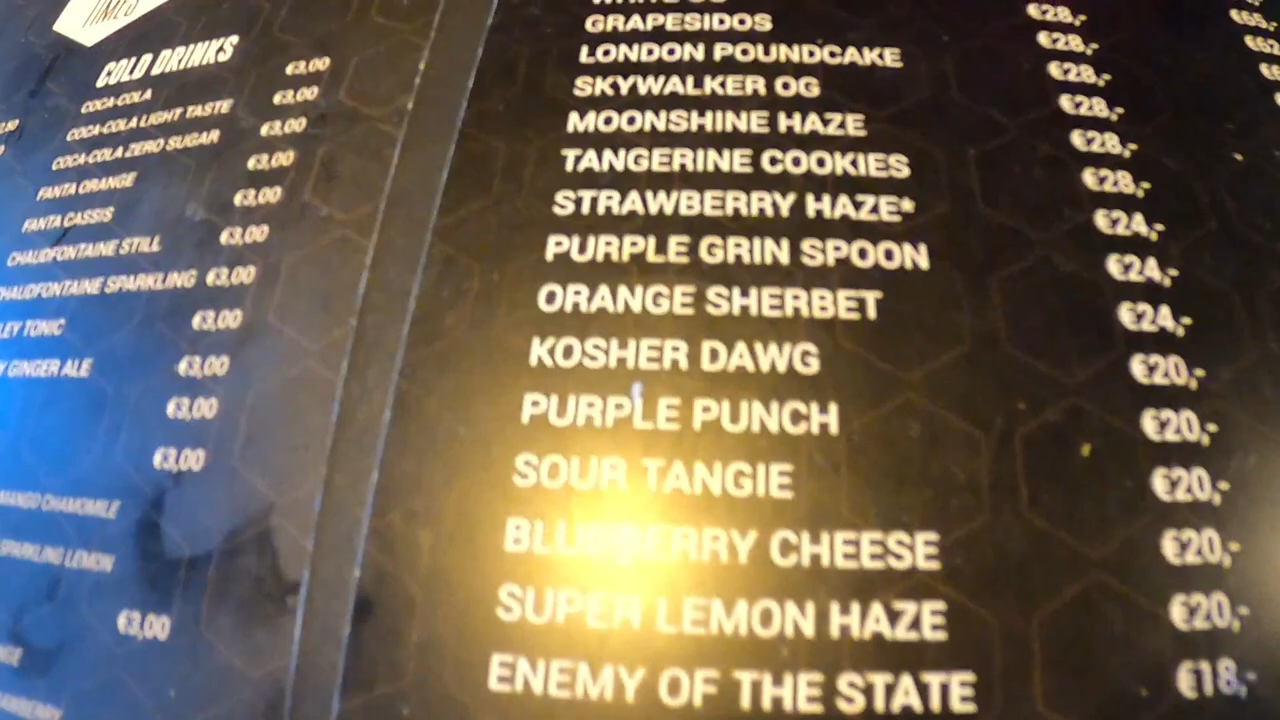 TIMES
COLD DRINKS
COCA-COLA €3,00
COCA-COLA LIGHT TASTE €3,00
COCA-COLA ZERO SUGAR €3,00
FANTA ORANGE €3,00
FANTA CASSIS €3,00
CHAUDFONTAINE STILL €3,00
CHAUDFONTAINE SPARKLING €3,00
TONIC €3,00
GINGER ALE €3,00
€3,00
€3,00
MANGO CHAMOMILE
SPARKLING LEMON
€3,00
GRAPESIDOS €28,-
LONDON POUNDCAKE €28,-
SKYWALKER OG €28,-
MOONSHINE HAZE €28,-
TANGERINE COOKIES €28,-
STRAWBERRY HAZE* €28,-
PURPLE GRIN SPOON €24,-
ORANGE SHERBET €24,-
KOSHER DAWG €24,-
PURPLE PUNCH €20,-
SOUR TANGIE €20,-
BLUEBERRY CHEESE €20,-
SUPER LEMON HAZE €20,-
ENEMY OF THE STATE €20,-
€18,-